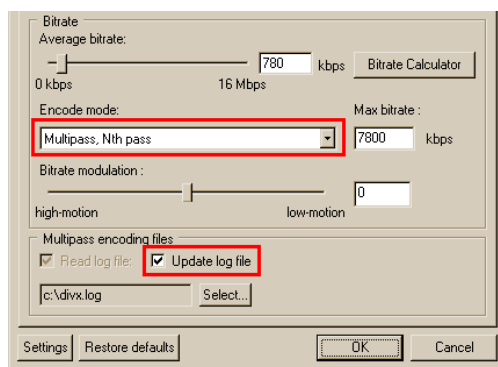 Bitrate
Average bitrate:
780 kbps Bitrate Calculator
0 kbps 16 Mbps
Encode mode: Max bitrate :
Multipass, Nth pass 7800 kbps
Bitrate modulation :
0
high-motion low-motion
Multipass encoding files
Read log file: Update log file
c:\divx.log Select...
Settings Restore defaults OK Cancel